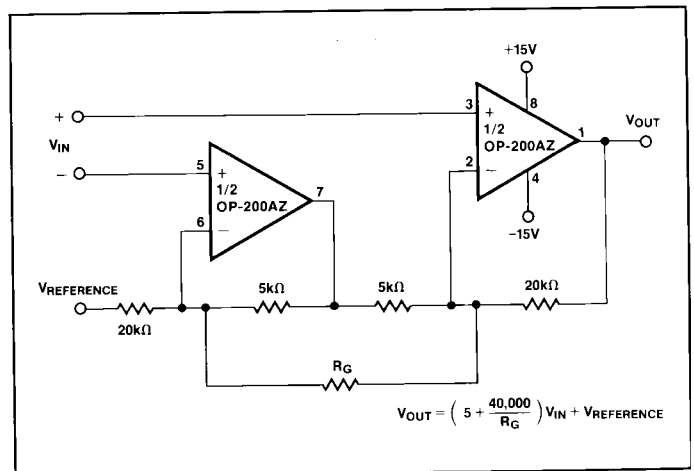 +15V
8
+
3
+
1/2
OP-200AZ
1
VOUT
VIN
2
−
4
−15V
−
5
+
1/2
OP-200AZ
7
6
−
VREFERENCE
20kΩ
5kΩ
5kΩ
20kΩ
RG
VOUT = ( 5 + 40,000 / RG ) VIN + VREFERENCE